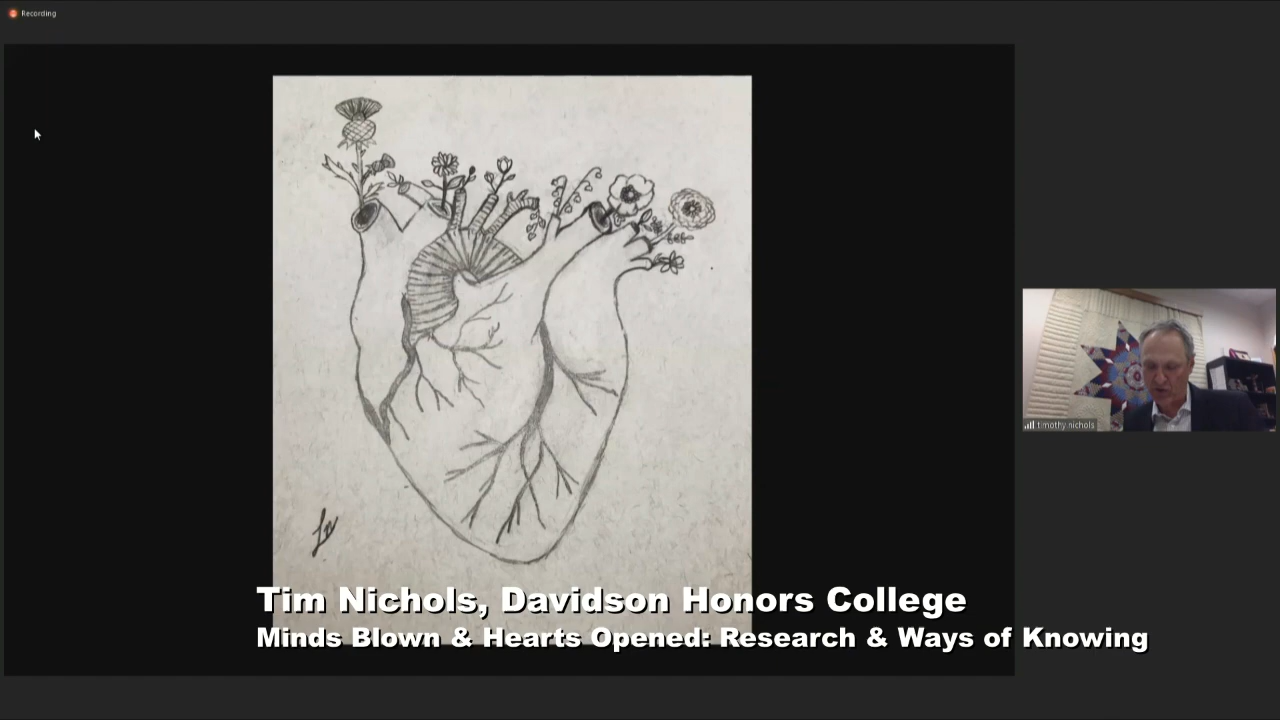 Recording
timothy nichols
Tim Nichols, Davidson Honors College
Minds Blown & Hearts Opened: Research & Ways of Knowing